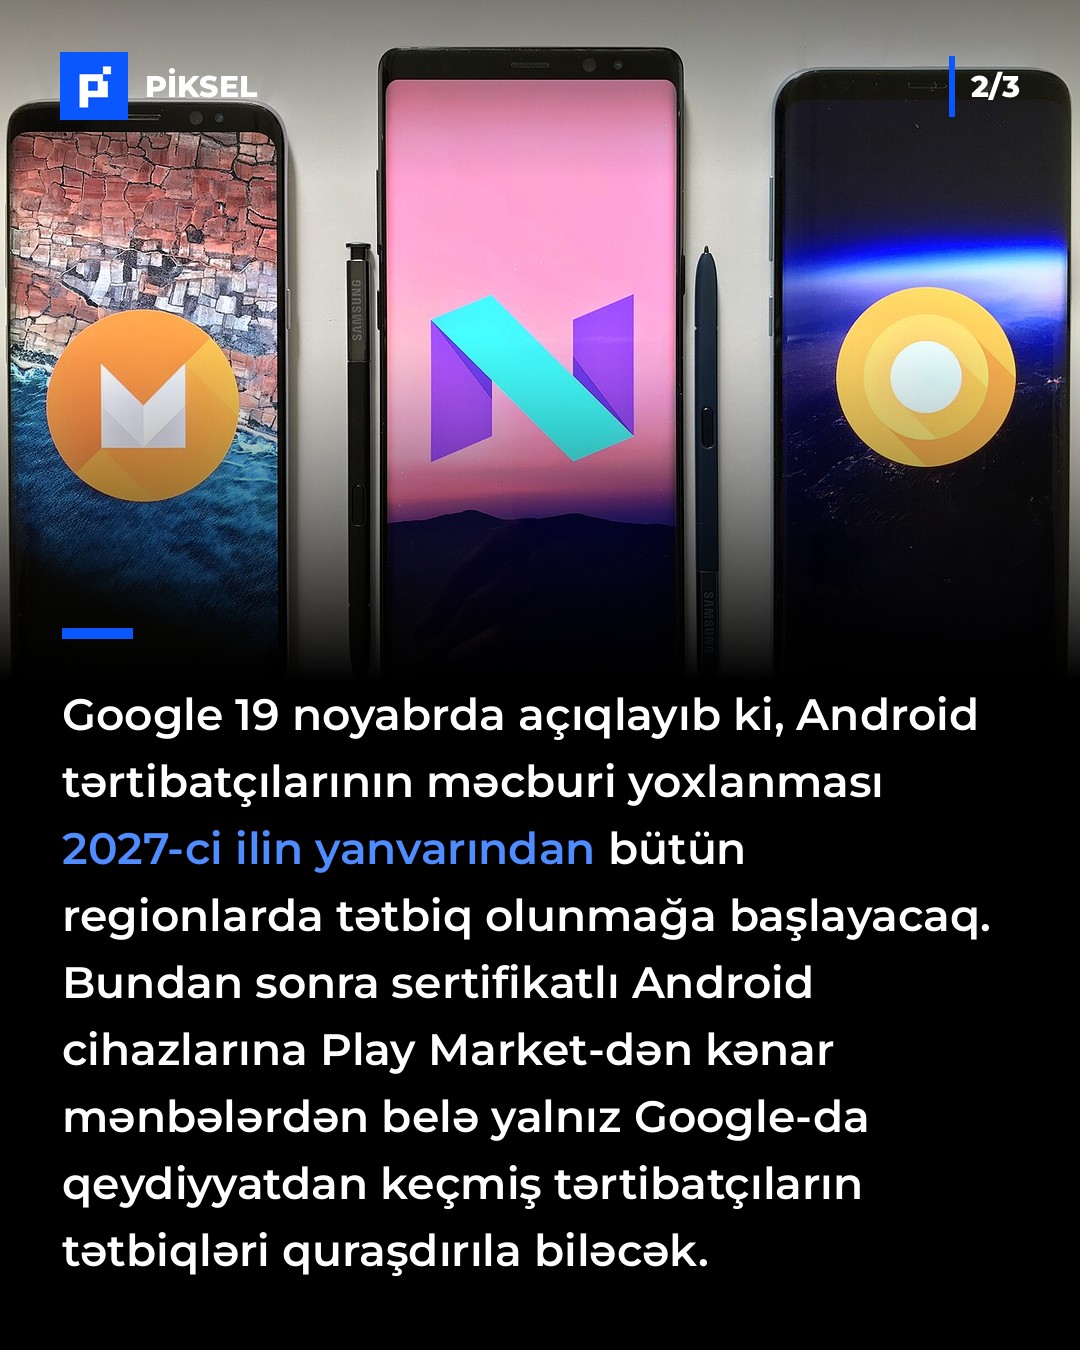 PİKSEL
2/3
SAMSUNG
SAMSUNG
Google 19 noyabrda açıqlayıb ki, Android
tərtibatçılarının məcburi yoxlanması
2027-ci ilin yanvarından bütün
regionlarda tətbiq olunmağa başlayacaq.
Bundan sonra sertifikatlı Android
cihazlarına Play Market-dən kənar
mənbələrdən belə yalnız Google-da
qeydiyyatdan keçmiş tərtibatçıların
tətbiqləri quraşdırıla biləcək.